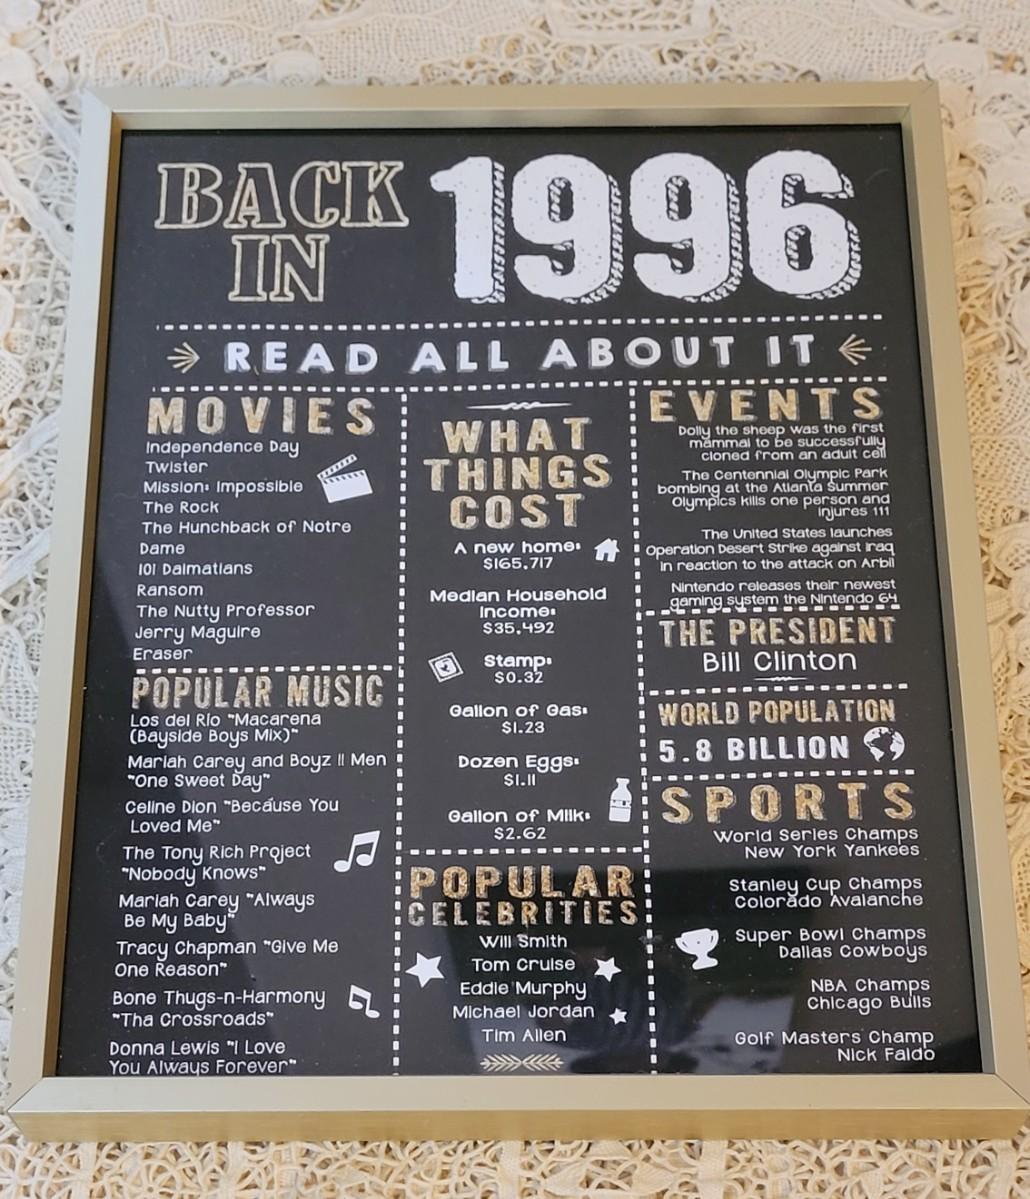 BACK
IN
1996
READ ALL ABOUT IT
MOVIES
Independence Day
Twister
Mission: Impossible
The Rock
The Hunchback of Notre
Dame
101 Dalmatians
Ransom
The Nutty Professor
Jerry Maguire
Eraser
POPULAR MUSIC
Los del Rio "Macarena
(Bayside Boys Mix)"
Mariah Carey and Boyz II Men
"One Sweet Day"
Celine Dion "Because You
Loved Me"
The Tony Rich Project
"Nobody Knows"
Mariah Carey "Always
Be My Baby"
Tracy Chapman "Give Me
One Reason"
Bone Thugs-n-Harmony
"Tha Crossroads"
Donna Lewis "I Love
You Always Forever"
WHAT
THINGS
COST
A new home:
$165,717
Median Household
Income:
$35,492
Stamp:
$0.32
Gallon of Gas:
$1.23
Dozen Eggs:
$1.11
Gallon of Milk:
$2.62
POPULAR
CELEBRITIES
Will Smith
Tom Cruise
Eddie Murphy
Michael Jordan
Tim Allen
EVENTS
Dolly the sheep was the first
mammal to be successfully
cloned from an adult cell
The Centennial Olympic Park
bombing at the Atlanta Summer
Olympics kills one person and
injures 111
The United States launches
Operation Desert Strike against Iraq
in reaction to the attack on Arbil
Nintendo releases their newest
gaming system the Nintendo 64
THE PRESIDENT
Bill Clinton
WORLD POPULATION
5.8 BILLION
SPORTS
World Series Champs
New York Yankees
Stanley Cup Champs
Colorado Avalanche
Super Bowl Champs
Dallas Cowboys
NBA Champs
Chicago Bulls
Golf Masters Champ
Nick Faldo